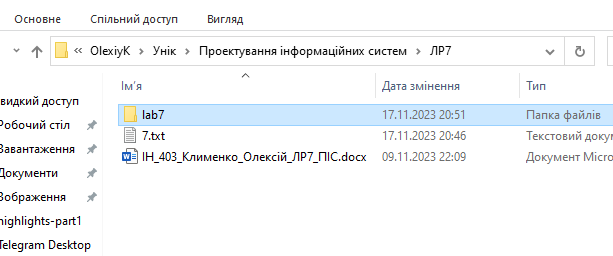 Основне Спільний доступ Вигляд
« OlexiyK > Унік > Проектування інформаційних систем > ЛР7
Ім'я Дата змінення Тип
видкий доступ
lab7 17.11.2023 20:51 Папка файлів
Робочий стіл
7.txt 17.11.2023 20:46 Текстовий доку
Завантаження
ІН_403_Клименко_Олексій_ЛР7_ПІС.docx 09.11.2023 22:09 Документ Micro
Документи
Зображення
highlights-part1
Telegram Desktop